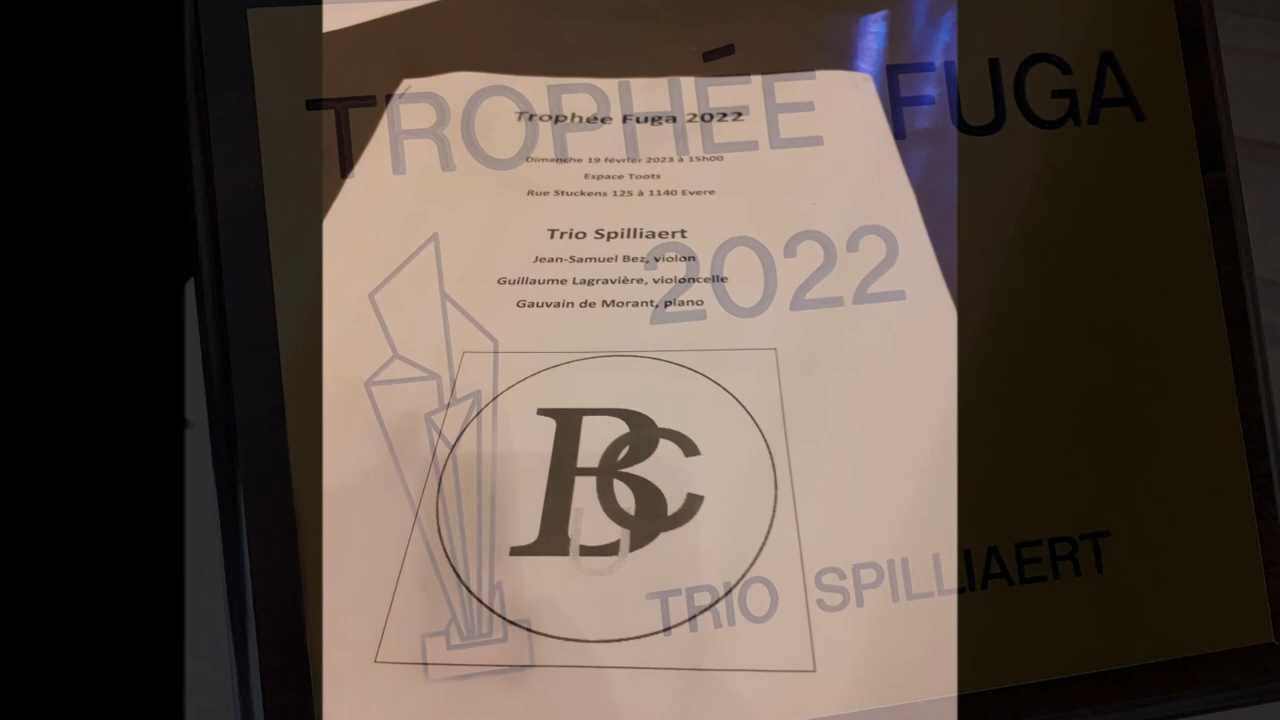 TROPHÉE FUGA
2022
TRIO SPILLIAERT
Trophée Fuga 2022
Dimanche 19 février 2023 à 15h00
Espace Toots
Rue Stuckens 125 à 1140 Evere
Trio Spilliaert
Jean-Samuel Bez, violon
Guillaume Lagravière, violoncelle
Gauvain de Morant, piano
BC